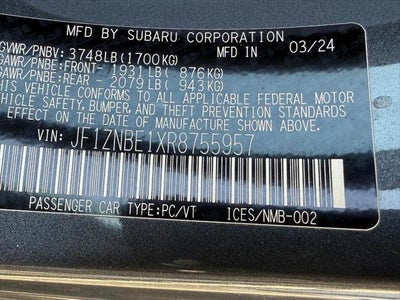 MFD BY SUBARU CORPORATION 03/24
GVWR/PNBV: 3748LB (1700KG)
GAWR/PNBE:FRONT- 1931LB ( 876KG)
GAWR/PNBE:REAR - 2079LB ( 943KG)
THIS VEHICLE CONFORMS TO ALL APPLICABLE FEDERAL MOTOR
VEHICLE SAFETY, BUMPER, AND THEFT PREVENTION STANDARDS IN
EFFECT ON THE DATE OF MANUFACTURE SHOWN ABOVE.
VIN: JF1ZNBE1XR8755957
PASSENGER CAR TYPE:PC/VT ICES/NMB-002